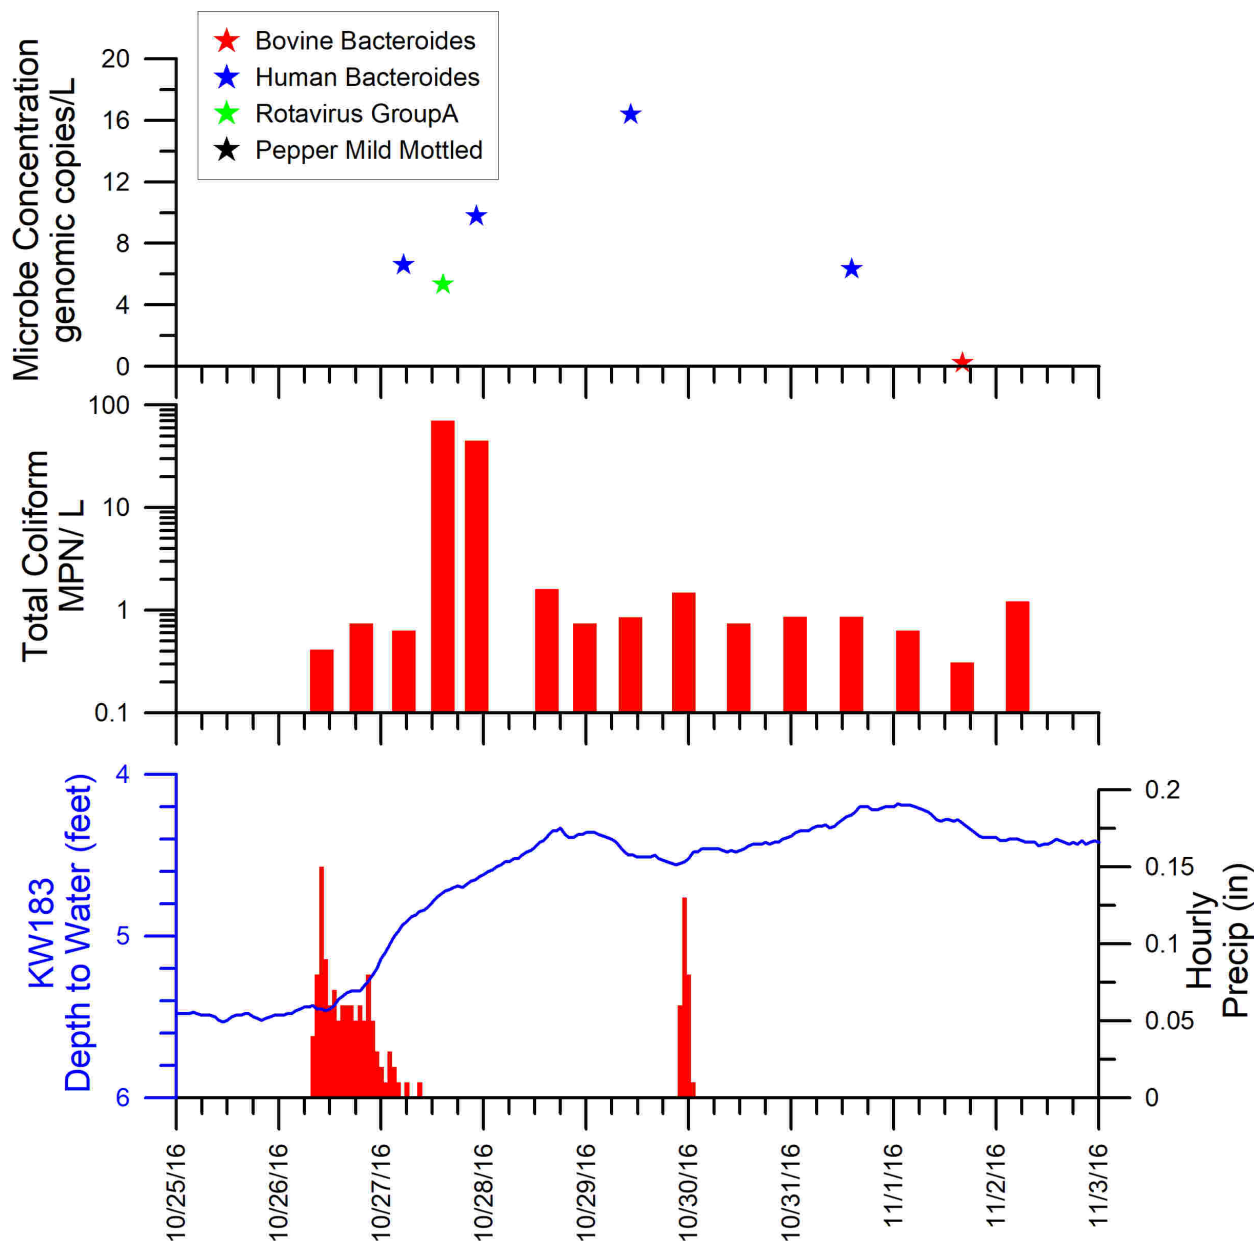 Bovine Bacteroides
Human Bacteroides
Rotavirus GroupA
Pepper Mild Mottled
Microbe Concentration
genomic copies/L
20
16
12
8
4
0
Total Coliform
MPN/ L
100
10
1
0.1
KW183
Depth to Water (feet)
4
5
6
0.2
0.15
0.1
0.05
0
Hourly
Precip (in)
10/25/16
10/26/16
10/27/16
10/28/16
10/29/16
10/30/16
10/31/16
11/1/16
11/2/16
11/3/16